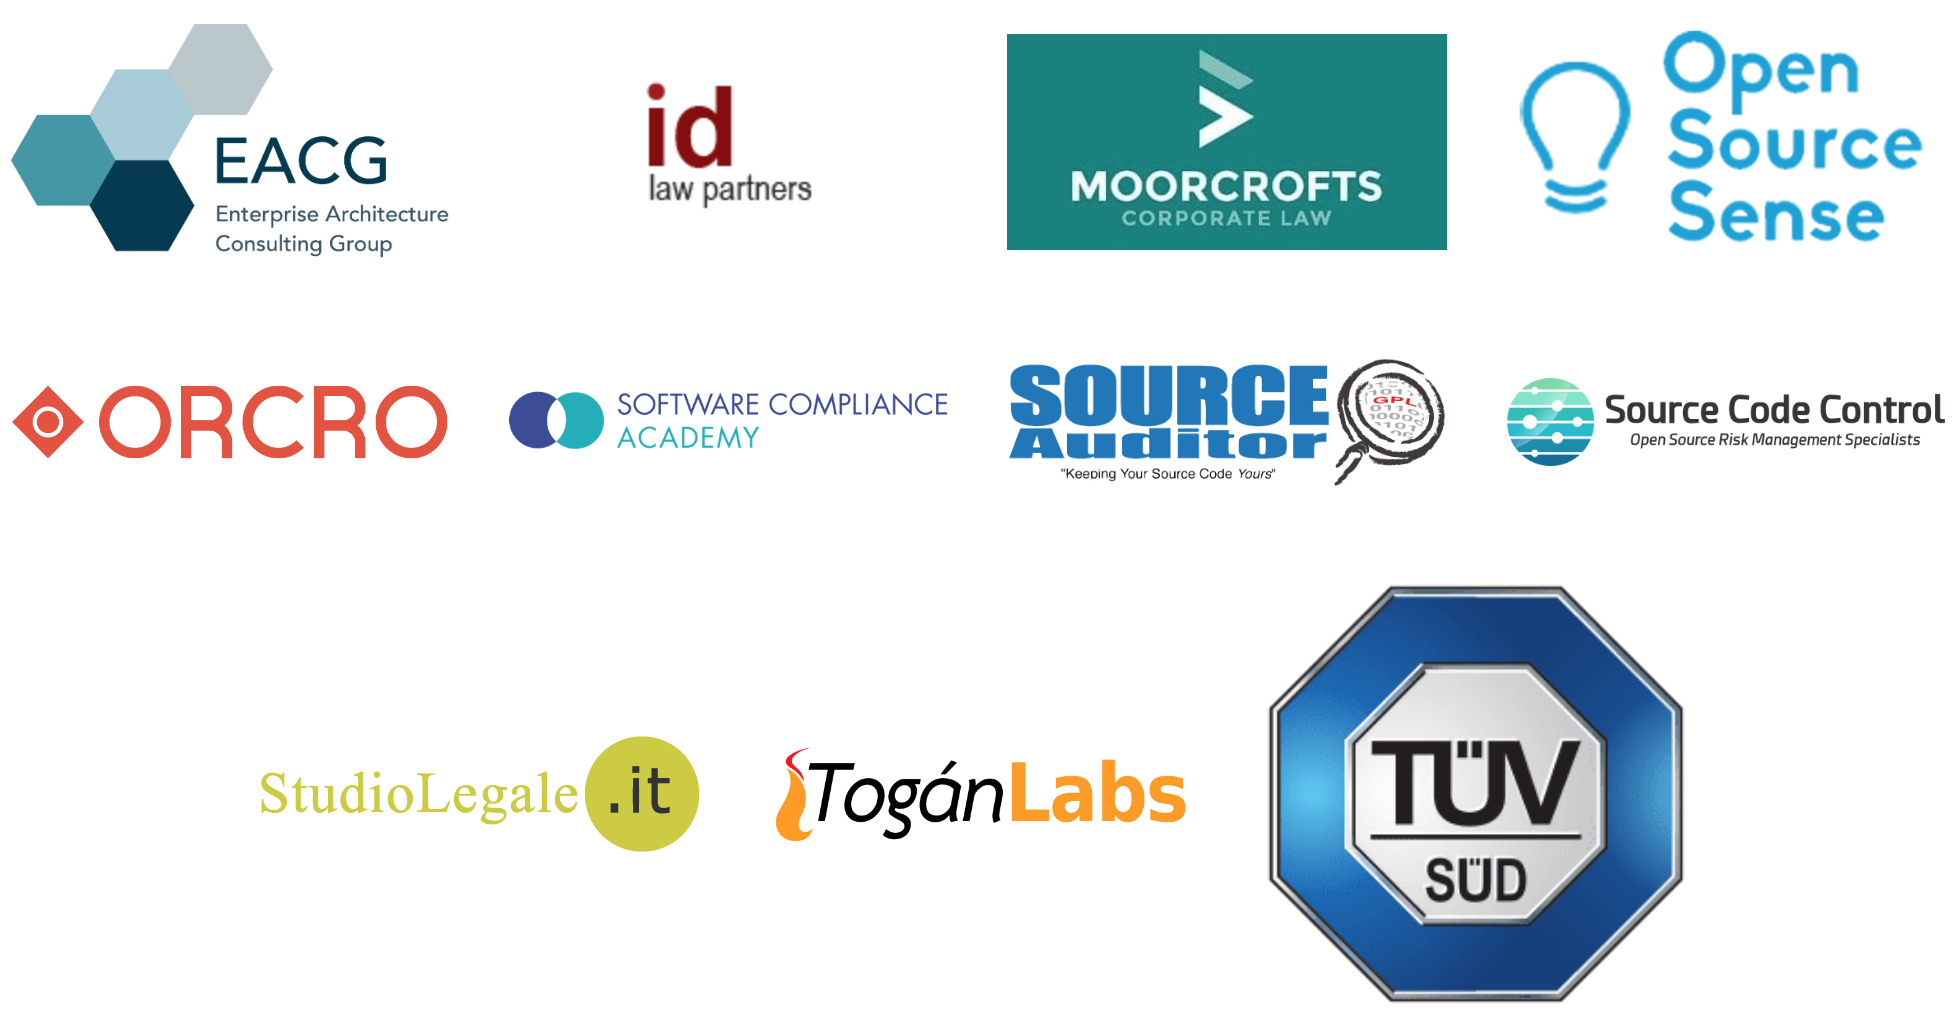 EACG
Enterprise Architecture
Consulting Group
id
law partners
MOORCROFTS
CORPORATE LAW
Open
Source
Sense
ORCRO
SOFTWARE COMPLIANCE
ACADEMY
SOURCE
Auditor
"Keeping Your Source Code Yours"
GPL
Source Code Control
Open Source Risk Management Specialists
StudioLegale.it
TogánLabs
TÜV
SÜD